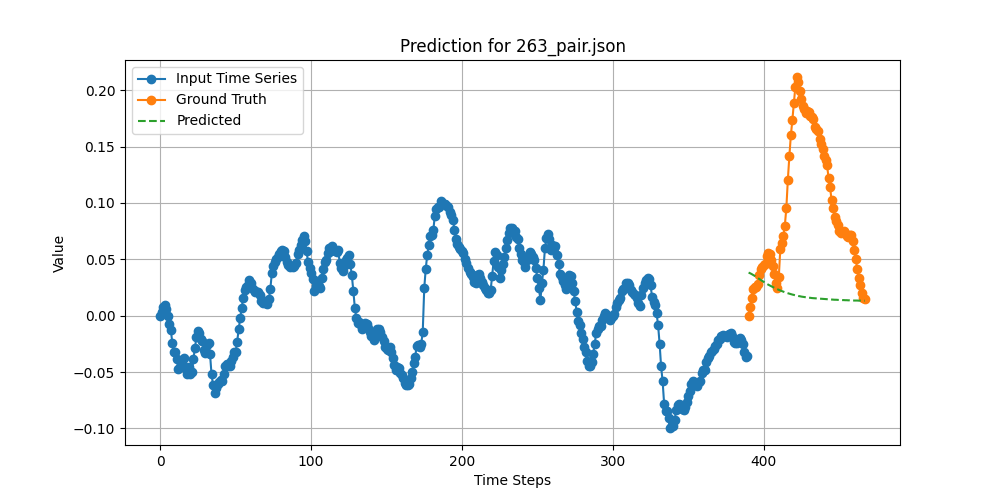 Prediction for 263_pair.json
Input Time Series
Ground Truth
Predicted
Value
0.20
0.15
0.10
0.05
0.00
−0.05
−0.10
0 100 200 300 400
Time Steps